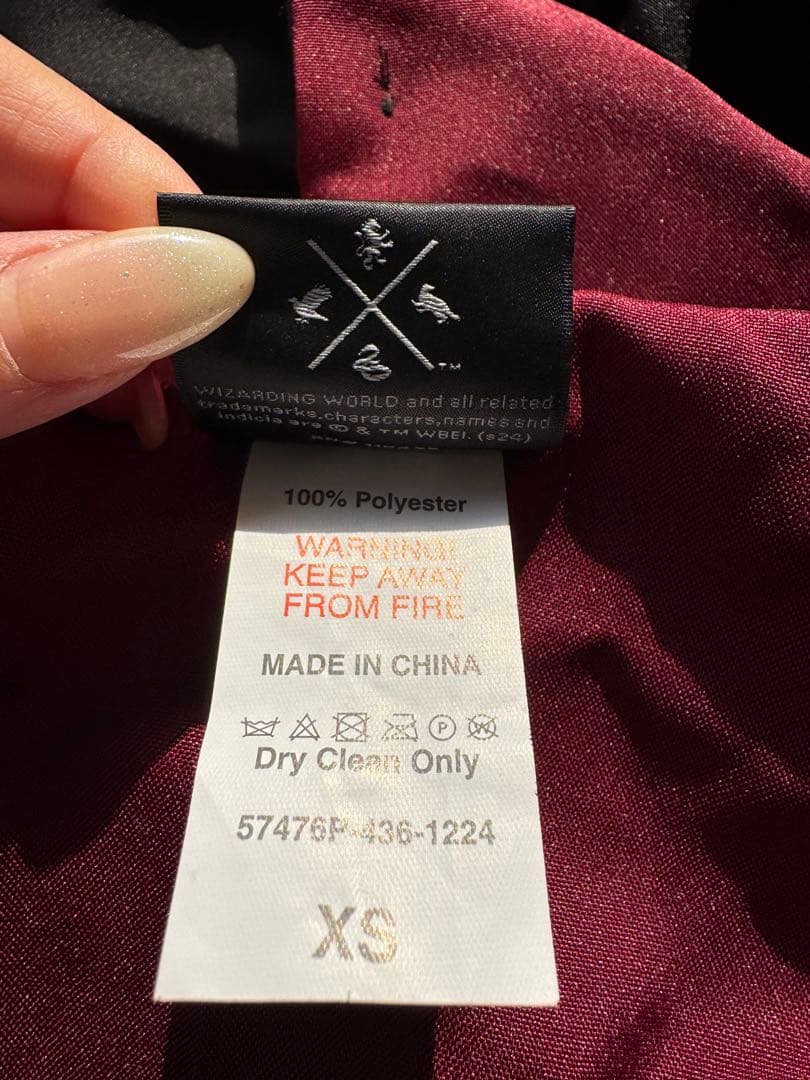 TM
WIZARDING WORLD and all related
trademarks,characters,names and
indicia are © & TM WBEI. (s24)
100% Polyester
WARNING!
KEEP AWAY
FROM FIRE
MADE IN CHINA
P W
Dry Clean Only
57476P-436-1224
XS